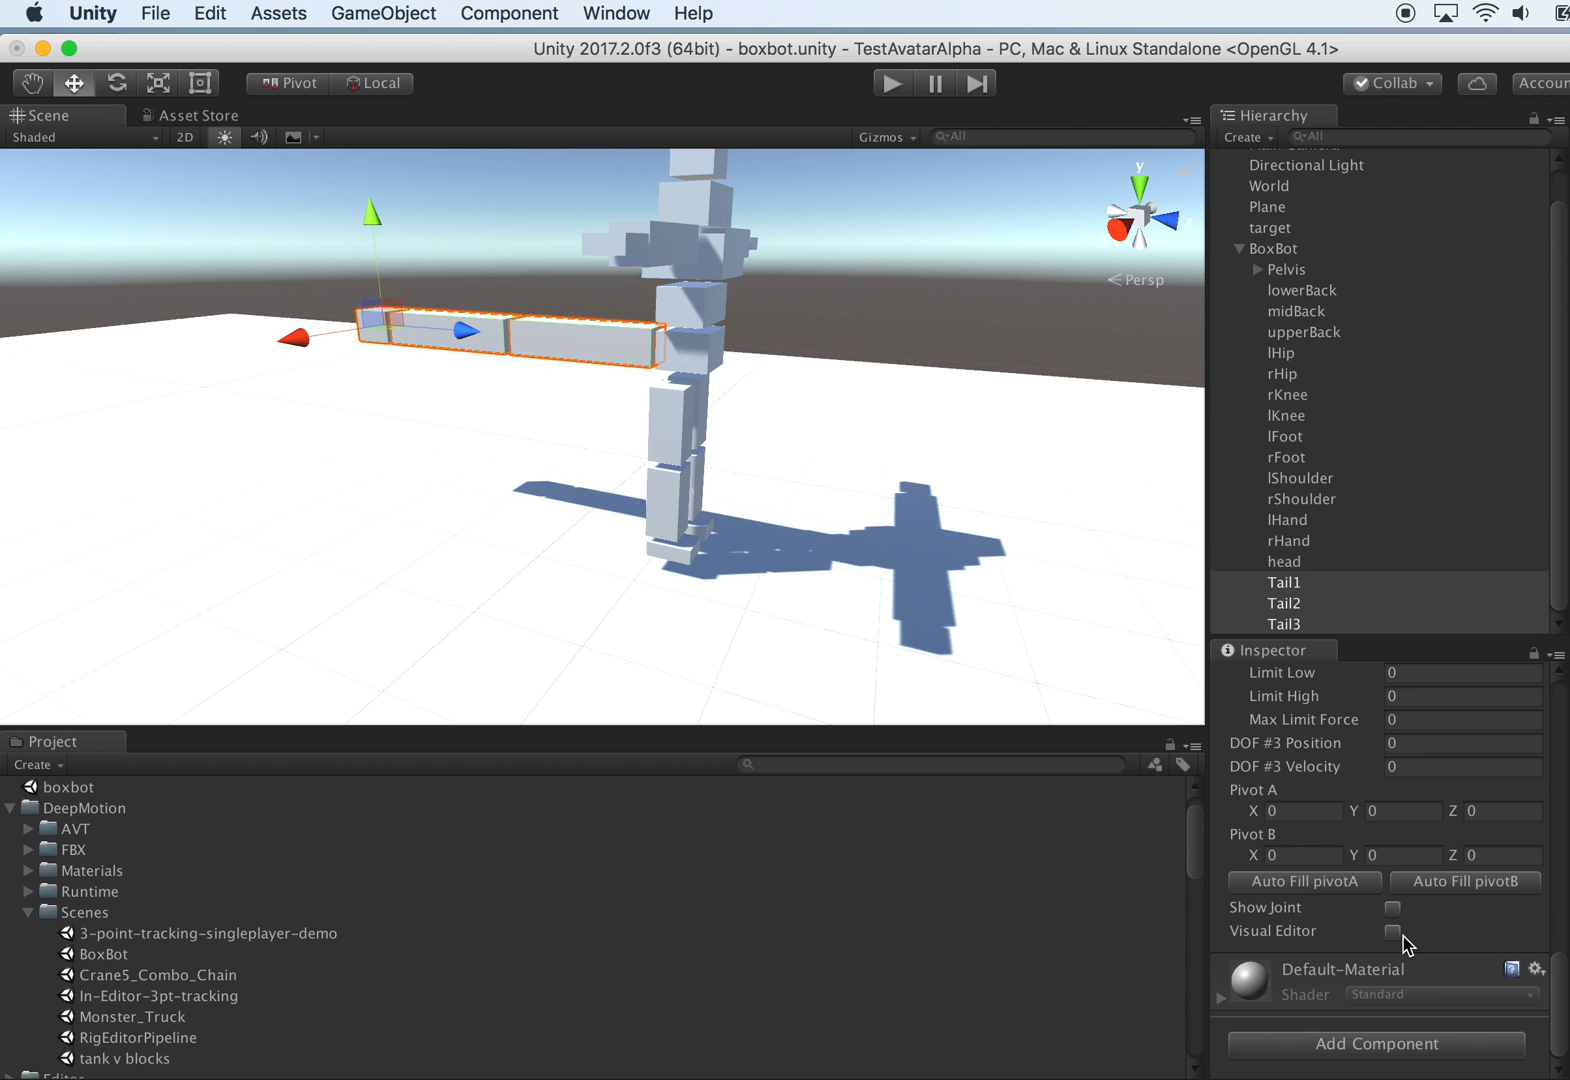 Unity File Edit Assets GameObject Component Window Help
Unity 2017.2.0f3 (64bit) - boxbot.unity - TestAvatarAlpha - PC, Mac & Linux Standalone <OpenGL 4.1>
Pivot Local Collab Accoun
Scene Asset Store
Shaded 2D Gizmos All
y
z
Persp
Hierarchy
Create All
Directional Light
World
Plane
target
BoxBot
Pelvis
lowerBack
midBack
upperBack
lHip
rHip
rKnee
lKnee
lFoot
rFoot
lShoulder
rShoulder
lHand
rHand
head
Tail1
Tail2
Tail3
Inspector
Limit Low 0
Limit High 0
Max Limit Force 0
DOF #3 Position 0
DOF #3 Velocity 0
Pivot A
X 0 Y 0 Z 0
Pivot B
X 0 Y 0 Z 0
Auto Fill pivotA Auto Fill pivotB
Show Joint
Visual Editor
Default-Material
Shader Standard
Add Component
Project
Create
boxbot
DeepMotion
AVT
FBX
Materials
Runtime
Scenes
3-point-tracking-singleplayer-demo
BoxBot
Crane5_Combo_Chain
In-Editor-3pt-tracking
Monster_Truck
RigEditorPipeline
tank v blocks